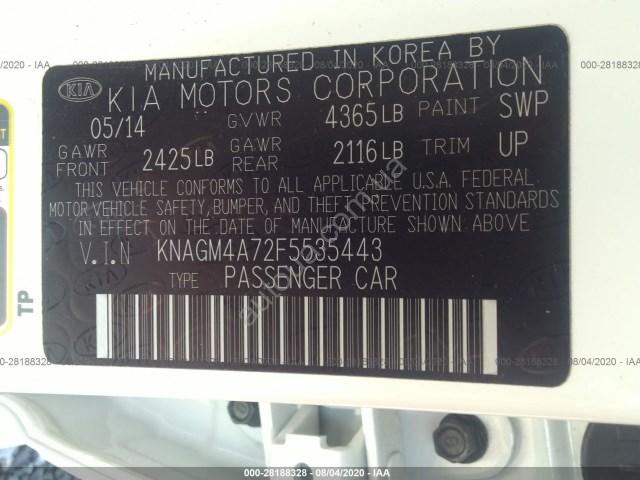 MANUFACTURED IN KOREA BY
KIA KIA MOTORS CORPORATION
05/14 GVWR 4365LB PAINT SWP
GAWR FRONT 2425LB GAWR REAR 2116LB TRIM UP
THIS VEHICLE CONFORMS TO ALL APPLICABLE U.S.A. FEDERAL
MOTOR VEHICLE SAFETY, BUMPER, AND THEFT PREVENTION STANDARDS
IN EFFECT ON THE DATE OF MANUFACTURE SHOWN ABOVE
V.I.N KNAGM4A72F5535443
TYPE PASSENGER CAR
TP
autobid.com.ua
000-28188328 - 08/04/2020 - IAA